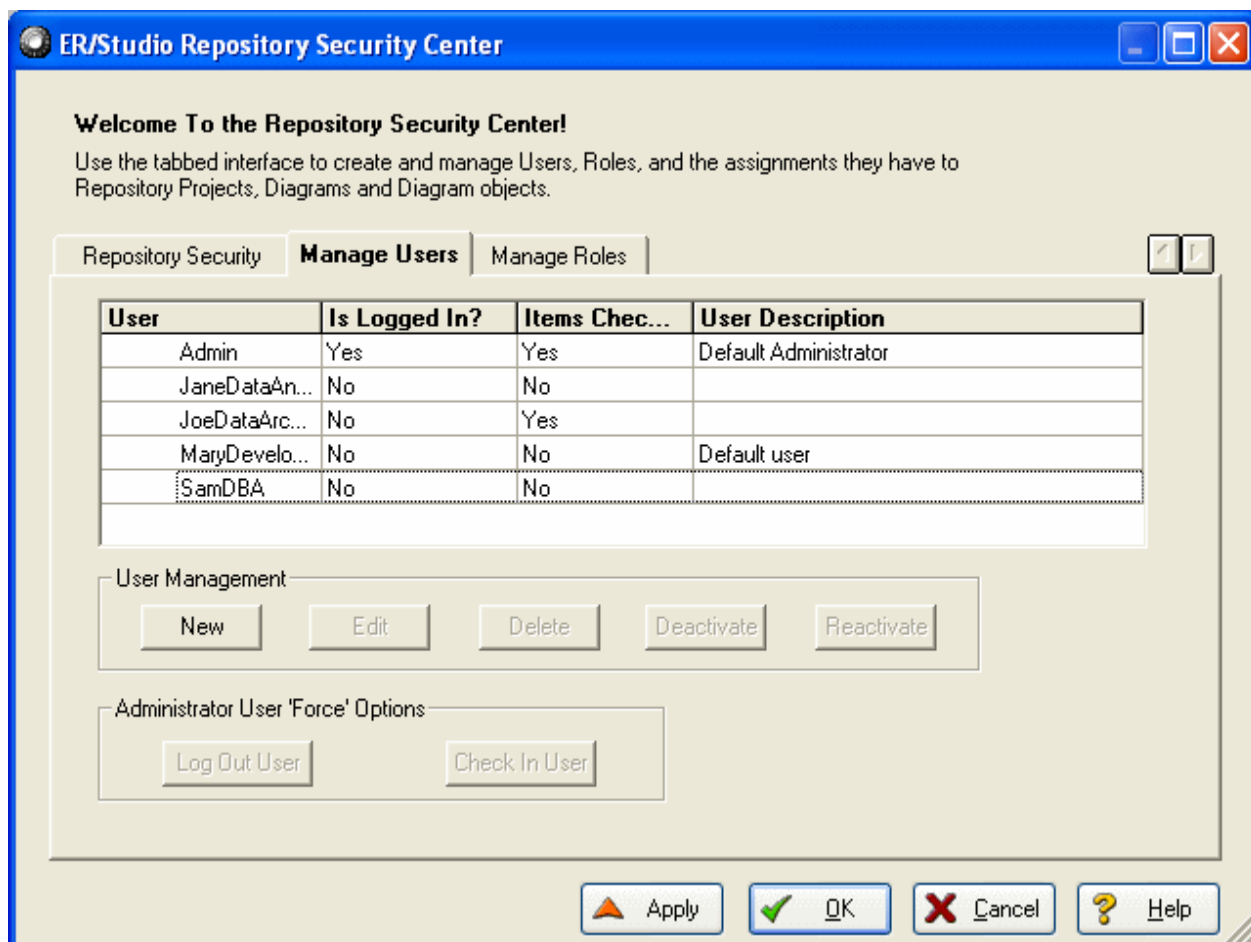 ER/Studio Repository Security Center
Welcome To the Repository Security Center!
Use the tabbed interface to create and manage Users, Roles, and the assignments they have to
Repository Projects, Diagrams and Diagram objects.
Repository Security Manage Users Manage Roles
User Is Logged In? Items Chec... User Description
Admin Yes Yes Default Administrator
JaneDataAn... No No
JoeDataArc... No Yes
MaryDevelo... No No Default user
SamDBA No No
User Management
New Edit Delete Deactivate Reactivate
Administrator User 'Force' Options
Log Out User Check In User
Apply OK Cancel Help